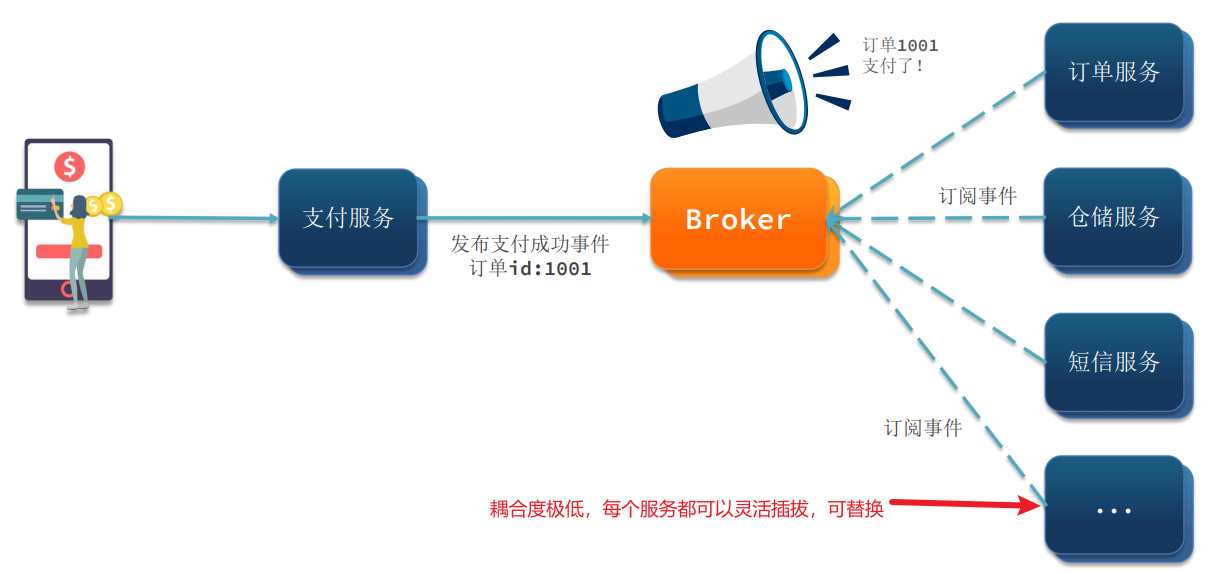 订单1001
支付了!
订单服务
支付服务
发布支付成功事件
订单id:1001
Broker
订阅事件
仓储服务
短信服务
订阅事件
耦合度极低，每个服务都可以灵活插拔，可替换
...
$
$
$